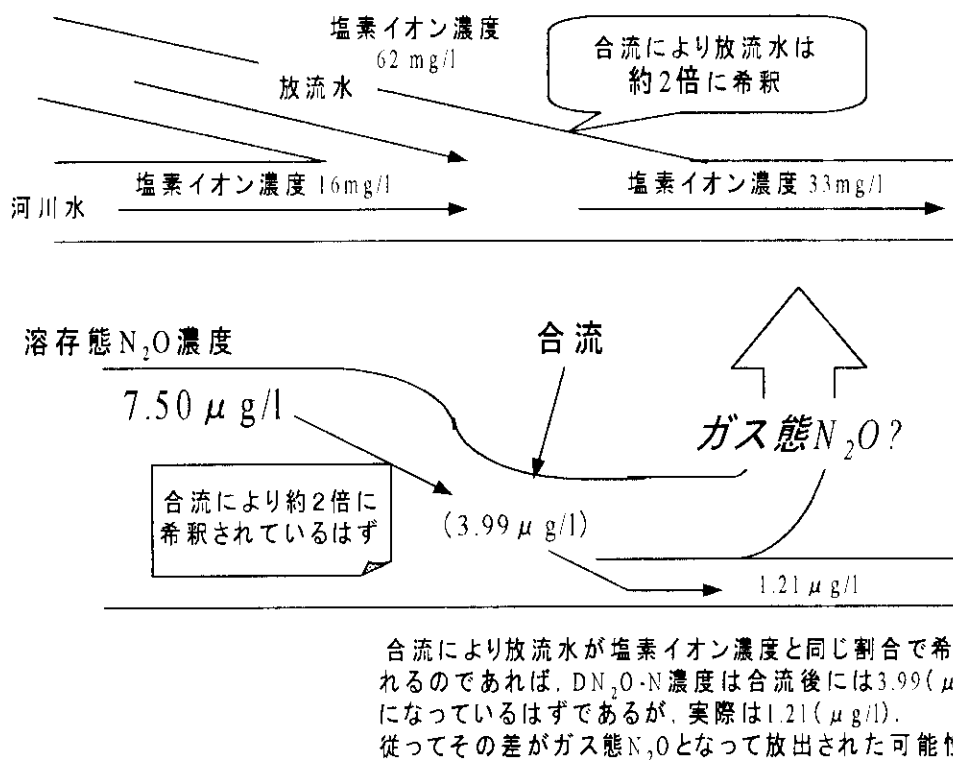 塩素イオン濃度
62 mg/l
放流水
合流により放流水は
約2倍に希釈
塩素イオン濃度 16mg/l
塩素イオン濃度 33mg/l
河川水
溶存態N₂O濃度
合流
7.50 μg/l
ガス態N₂O?
合流により約2倍に
希釈されているはず
(3.99 μg/l)
1.21 μg/l
合流により放流水が塩素イオン濃度と同じ割合で希
れるのであれば, DN₂O-N濃度は合流後には3.99(μ
になっているはずであるが, 実際は1.21(μg/l).
従ってその差がガス態N₂Oとなって放出された可能性